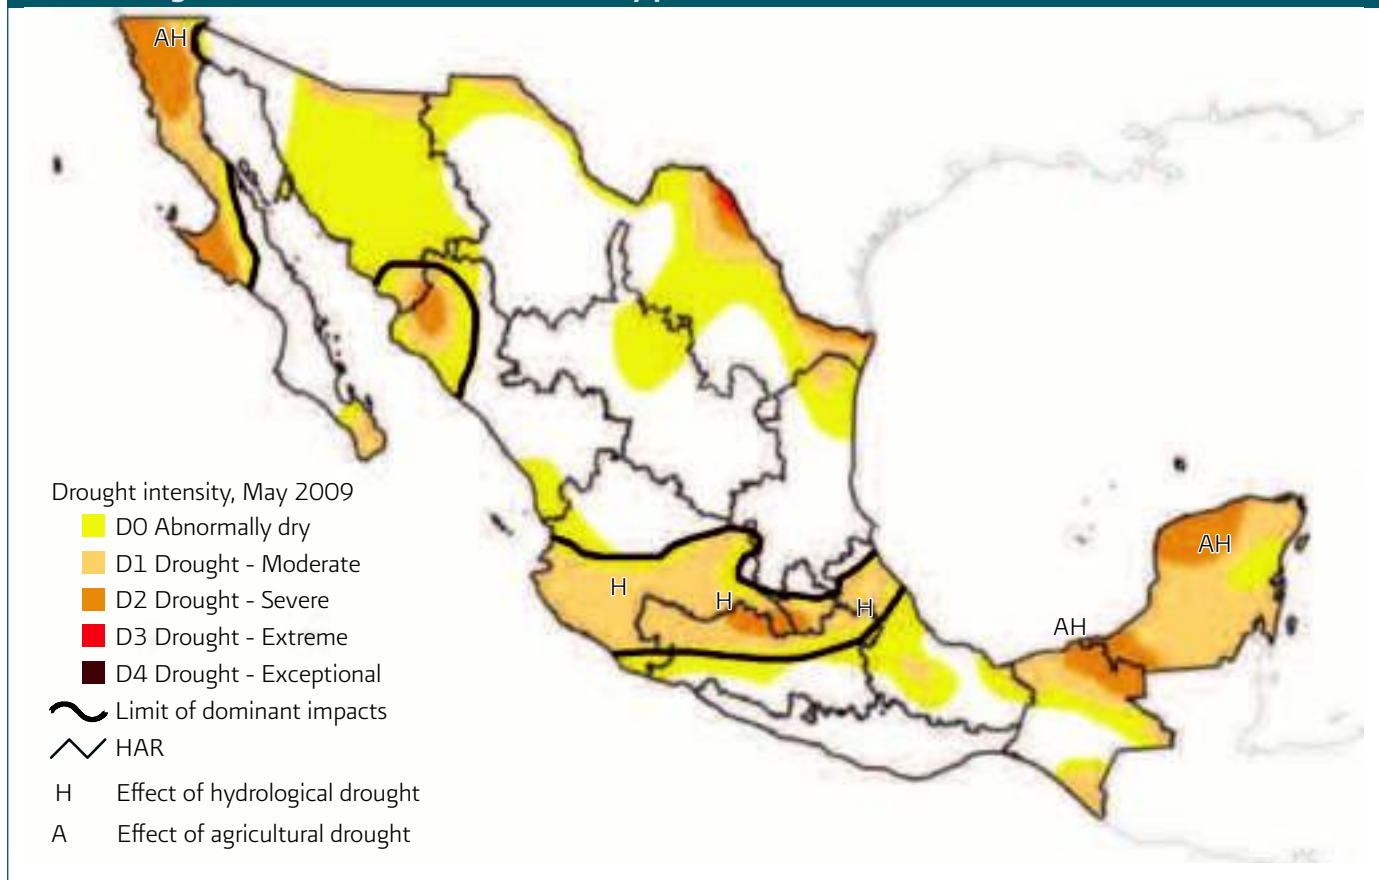 AH
AH
AH
H
H
H
Drought intensity, May 2009
D0 Abnormally dry
D1 Drought - Moderate
D2 Drought - Severe
D3 Drought - Extreme
D4 Drought - Exceptional
Limit of dominant impacts
HAR
H Effect of hydrological drought
A Effect of agricultural drought